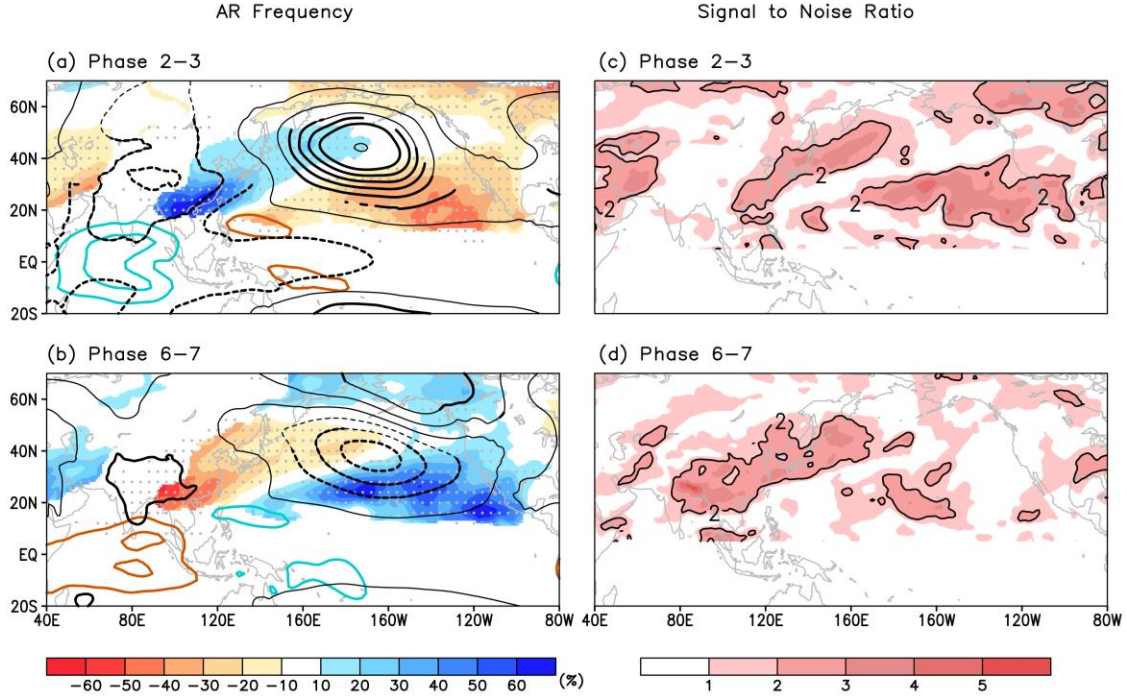 AR Frequency
Signal to Noise Ratio
(a) Phase 2−3
(c) Phase 2−3
60N
40N
20N
EQ
20S
2
2
2
2
(b) Phase 6−7
(d) Phase 6−7
60N
40N
20N
EQ
20S
2
2
40E 80E 120E 160E 160W 120W 80W
40E 80E 120E 160E 160W 120W 80W
−60 −50 −40 −30 −20 −10 10 20 30 40 50 60 (%)
1 2 3 4 5